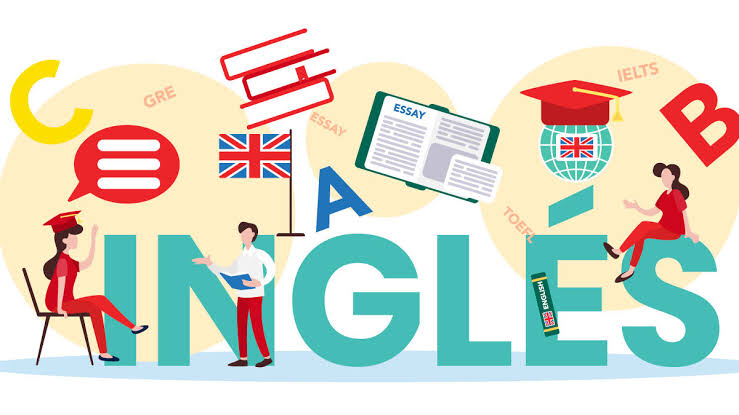 C
GRE
ESSAY
ESSAY
IELTS
B
A
TOEFL
INGLÉS
ENGLISH